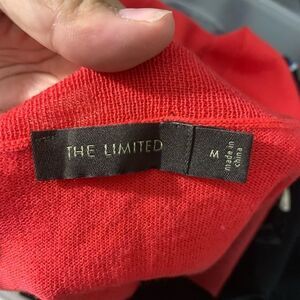 THE LIMITED
M
made in
china